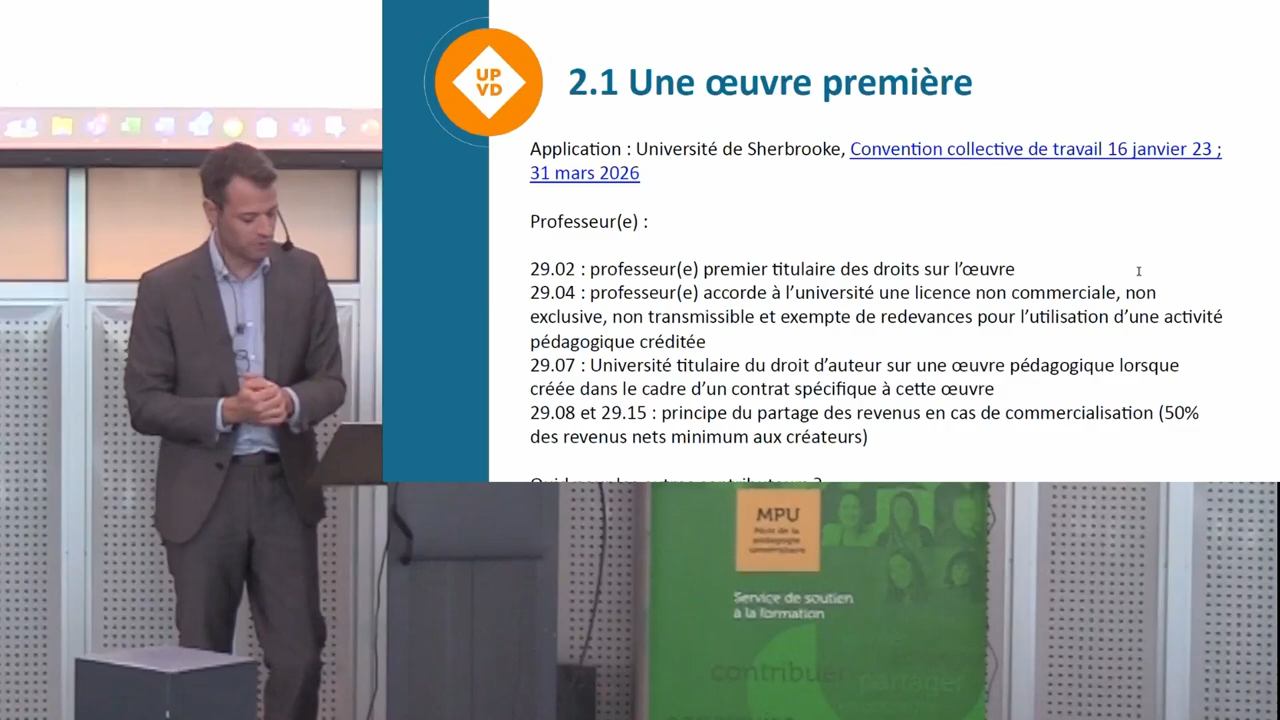 UP
VD
2.1 Une œuvre première
Application : Université de Sherbrooke, Convention collective de travail 16 janvier 23 ;
31 mars 2026
Professeur(e) :
29.02 : professeur(e) premier titulaire des droits sur l’œuvre
29.04 : professeur(e) accorde à l’université une licence non commerciale, non
exclusive, non transmissible et exempte de redevances pour l’utilisation d’une activité
pédagogique créditée
29.07 : Université titulaire du droit d’auteur sur une œuvre pédagogique lorsque
créée dans le cadre d’un contrat spécifique à cette œuvre
29.08 et 29.15 : principe du partage des revenus en cas de commercialisation (50%
des revenus nets minimum aux créateurs)
MPU
Mois de la
pédagogie
universitaire
Service de soutien
à la formation
contribuer
partager